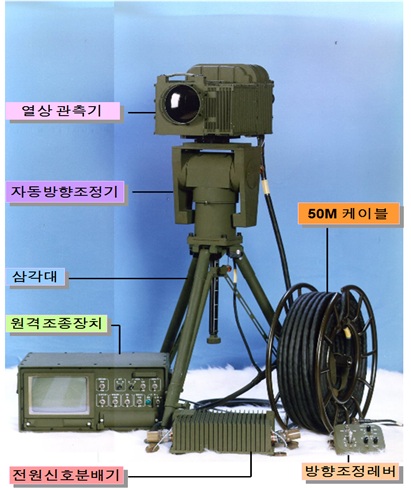 열상 관측기
자동방향조정기
50M 케이블
삼각대
원격조종장치
전원신호분배기
방향조정레버